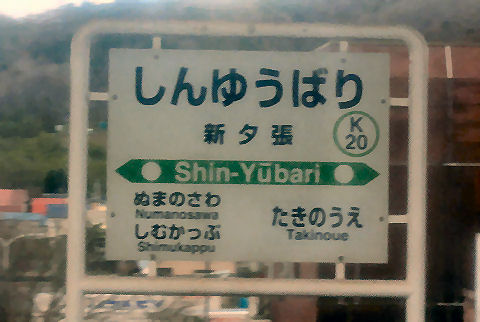 しんゆうばり
新夕張
K
20
Shin-Yūbari
ぬまのさわ
Numanosawa
しむかっぷ
Shimukappu
たきのうえ
Takinoue